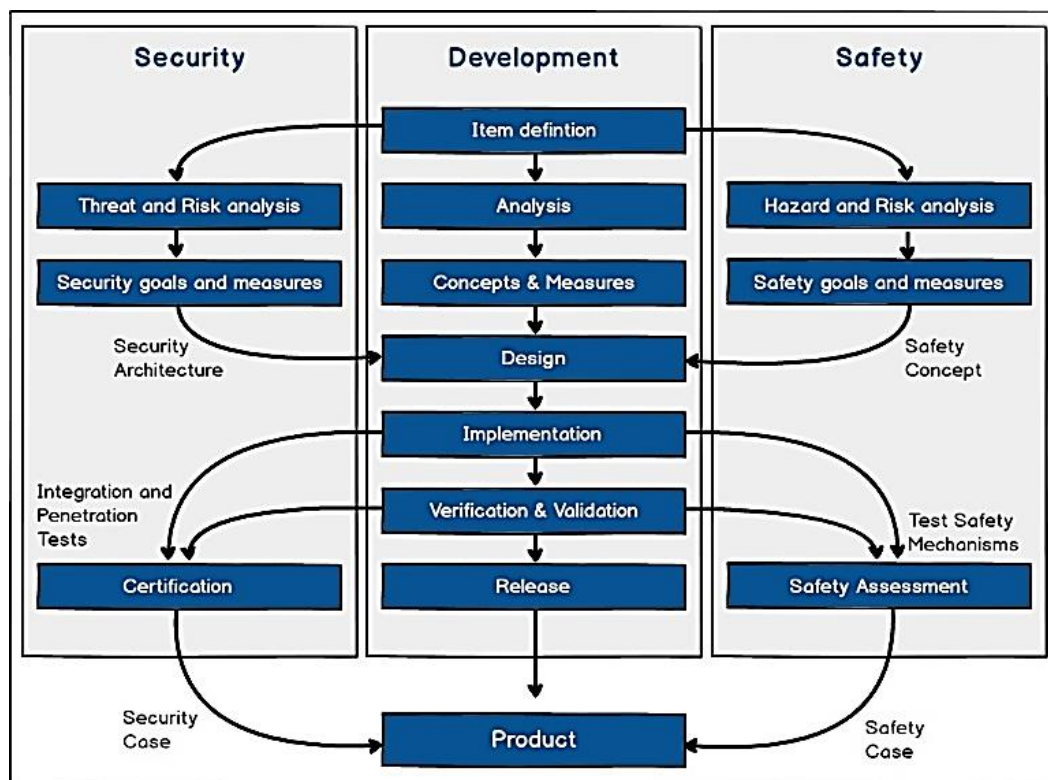 Security
Development
Safety
Item defintion
Threat and Risk analysis
Analysis
Hazard and Risk analysis
Security goals and measures
Concepts & Measures
Safety goals and measures
Security
Architecture
Design
Safety
Concept
Implementation
Integration and
Penetration
Tests
Verification & Validation
Test Safety
Mechanisms
Certification
Release
Safety Assessment
Security
Case
Product
Safety
Case